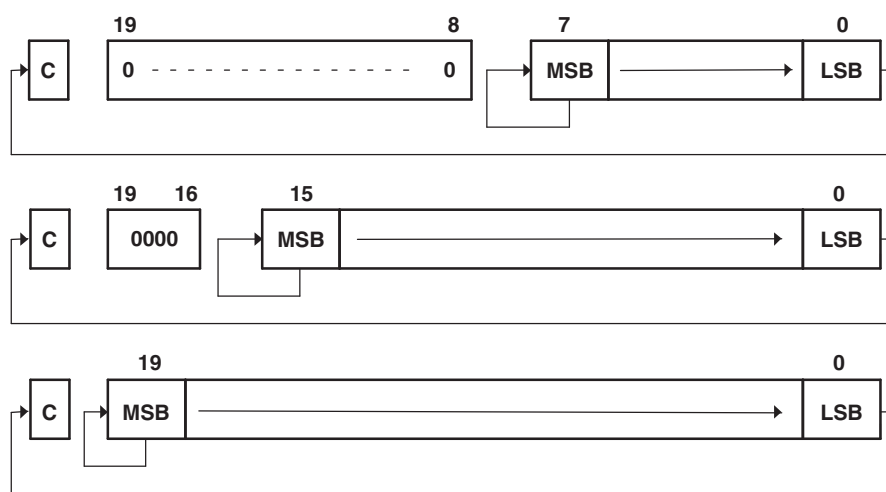 19 8 7 0
C 0 - - - - - - - - - - - - - - - 0 MSB LSB
19 16 15 0
C 0000 MSB LSB
19 0
C MSB LSB